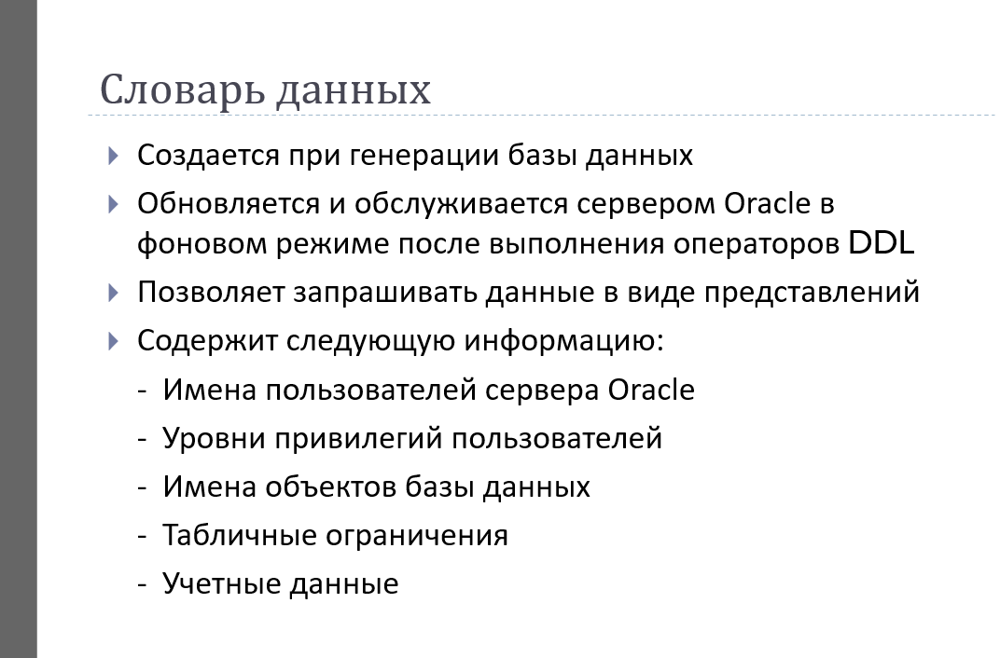 Словарь данных
Создается при генерации базы данных
Обновляется и обслуживается сервером Oracle в
фоновом режиме после выполнения операторов DDL
Позволяет запрашивать данные в виде представлений
Содержит следующую информацию:
- Имена пользователей сервера Oracle
- Уровни привилегий пользователей
- Имена объектов базы данных
- Табличные ограничения
- Учетные данные